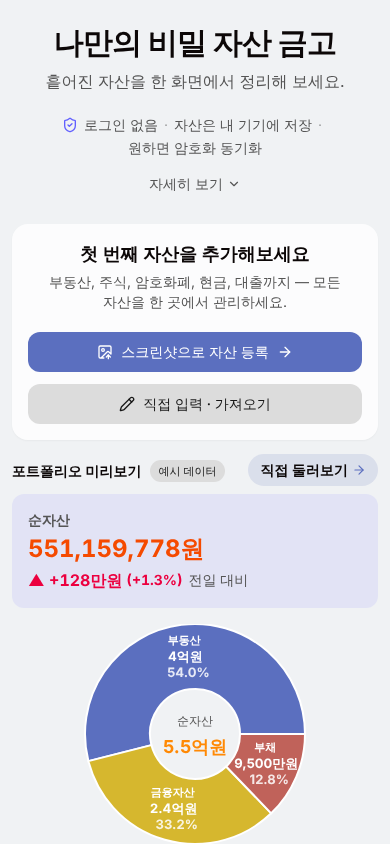 나만의 비밀 자산 금고
흩어진 자산을 한 화면에서 정리해 보세요.
로그인 없음 · 자산은 내 기기에 저장 ·
원하면 암호화 동기화
자세히 보기
첫 번째 자산을 추가해보세요
부동산, 주식, 암호화폐, 현금, 대출까지 — 모든
자산을 한 곳에서 관리하세요.
스크린샷으로 자산 등록 →
직접 입력 · 가져오기
포트폴리오 미리보기 예시 데이터 직접 둘러보기 →
순자산
551,159,778원
▲ +128만원 (+1.3%) 전일 대비
부동산
4억원
54.0%
순자산
5.5억원
부채
9,500만원
12.8%
금융자산
2.4억원
33.2%